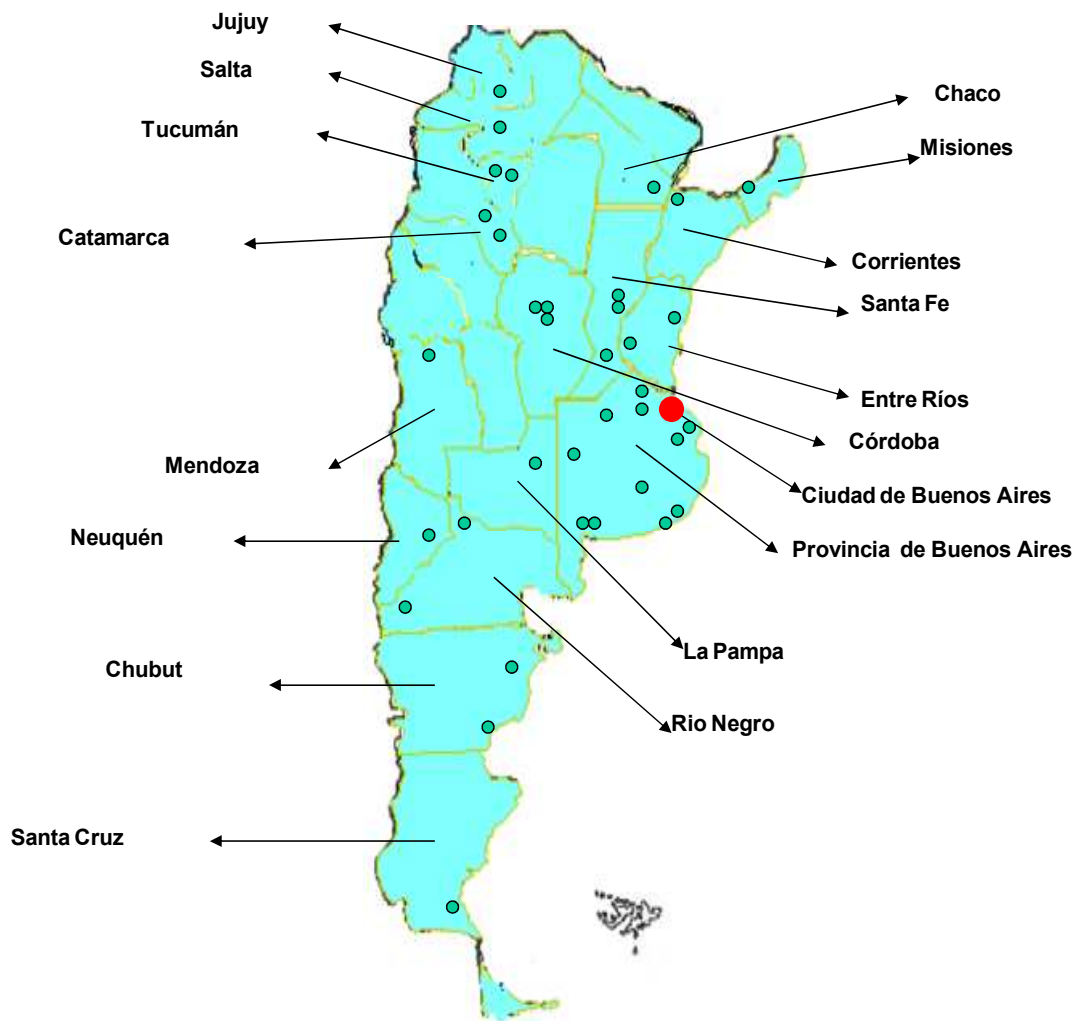 Jujuy
Salta
Tucumán
Catamarca
Mendoza
Neuquén
Chubut
Santa Cruz
Chaco
Misiones
Corrientes
Santa Fe
Entre Ríos
Córdoba
Ciudad de Buenos Aires
Provincia de Buenos Aires
La Pampa
Rio Negro